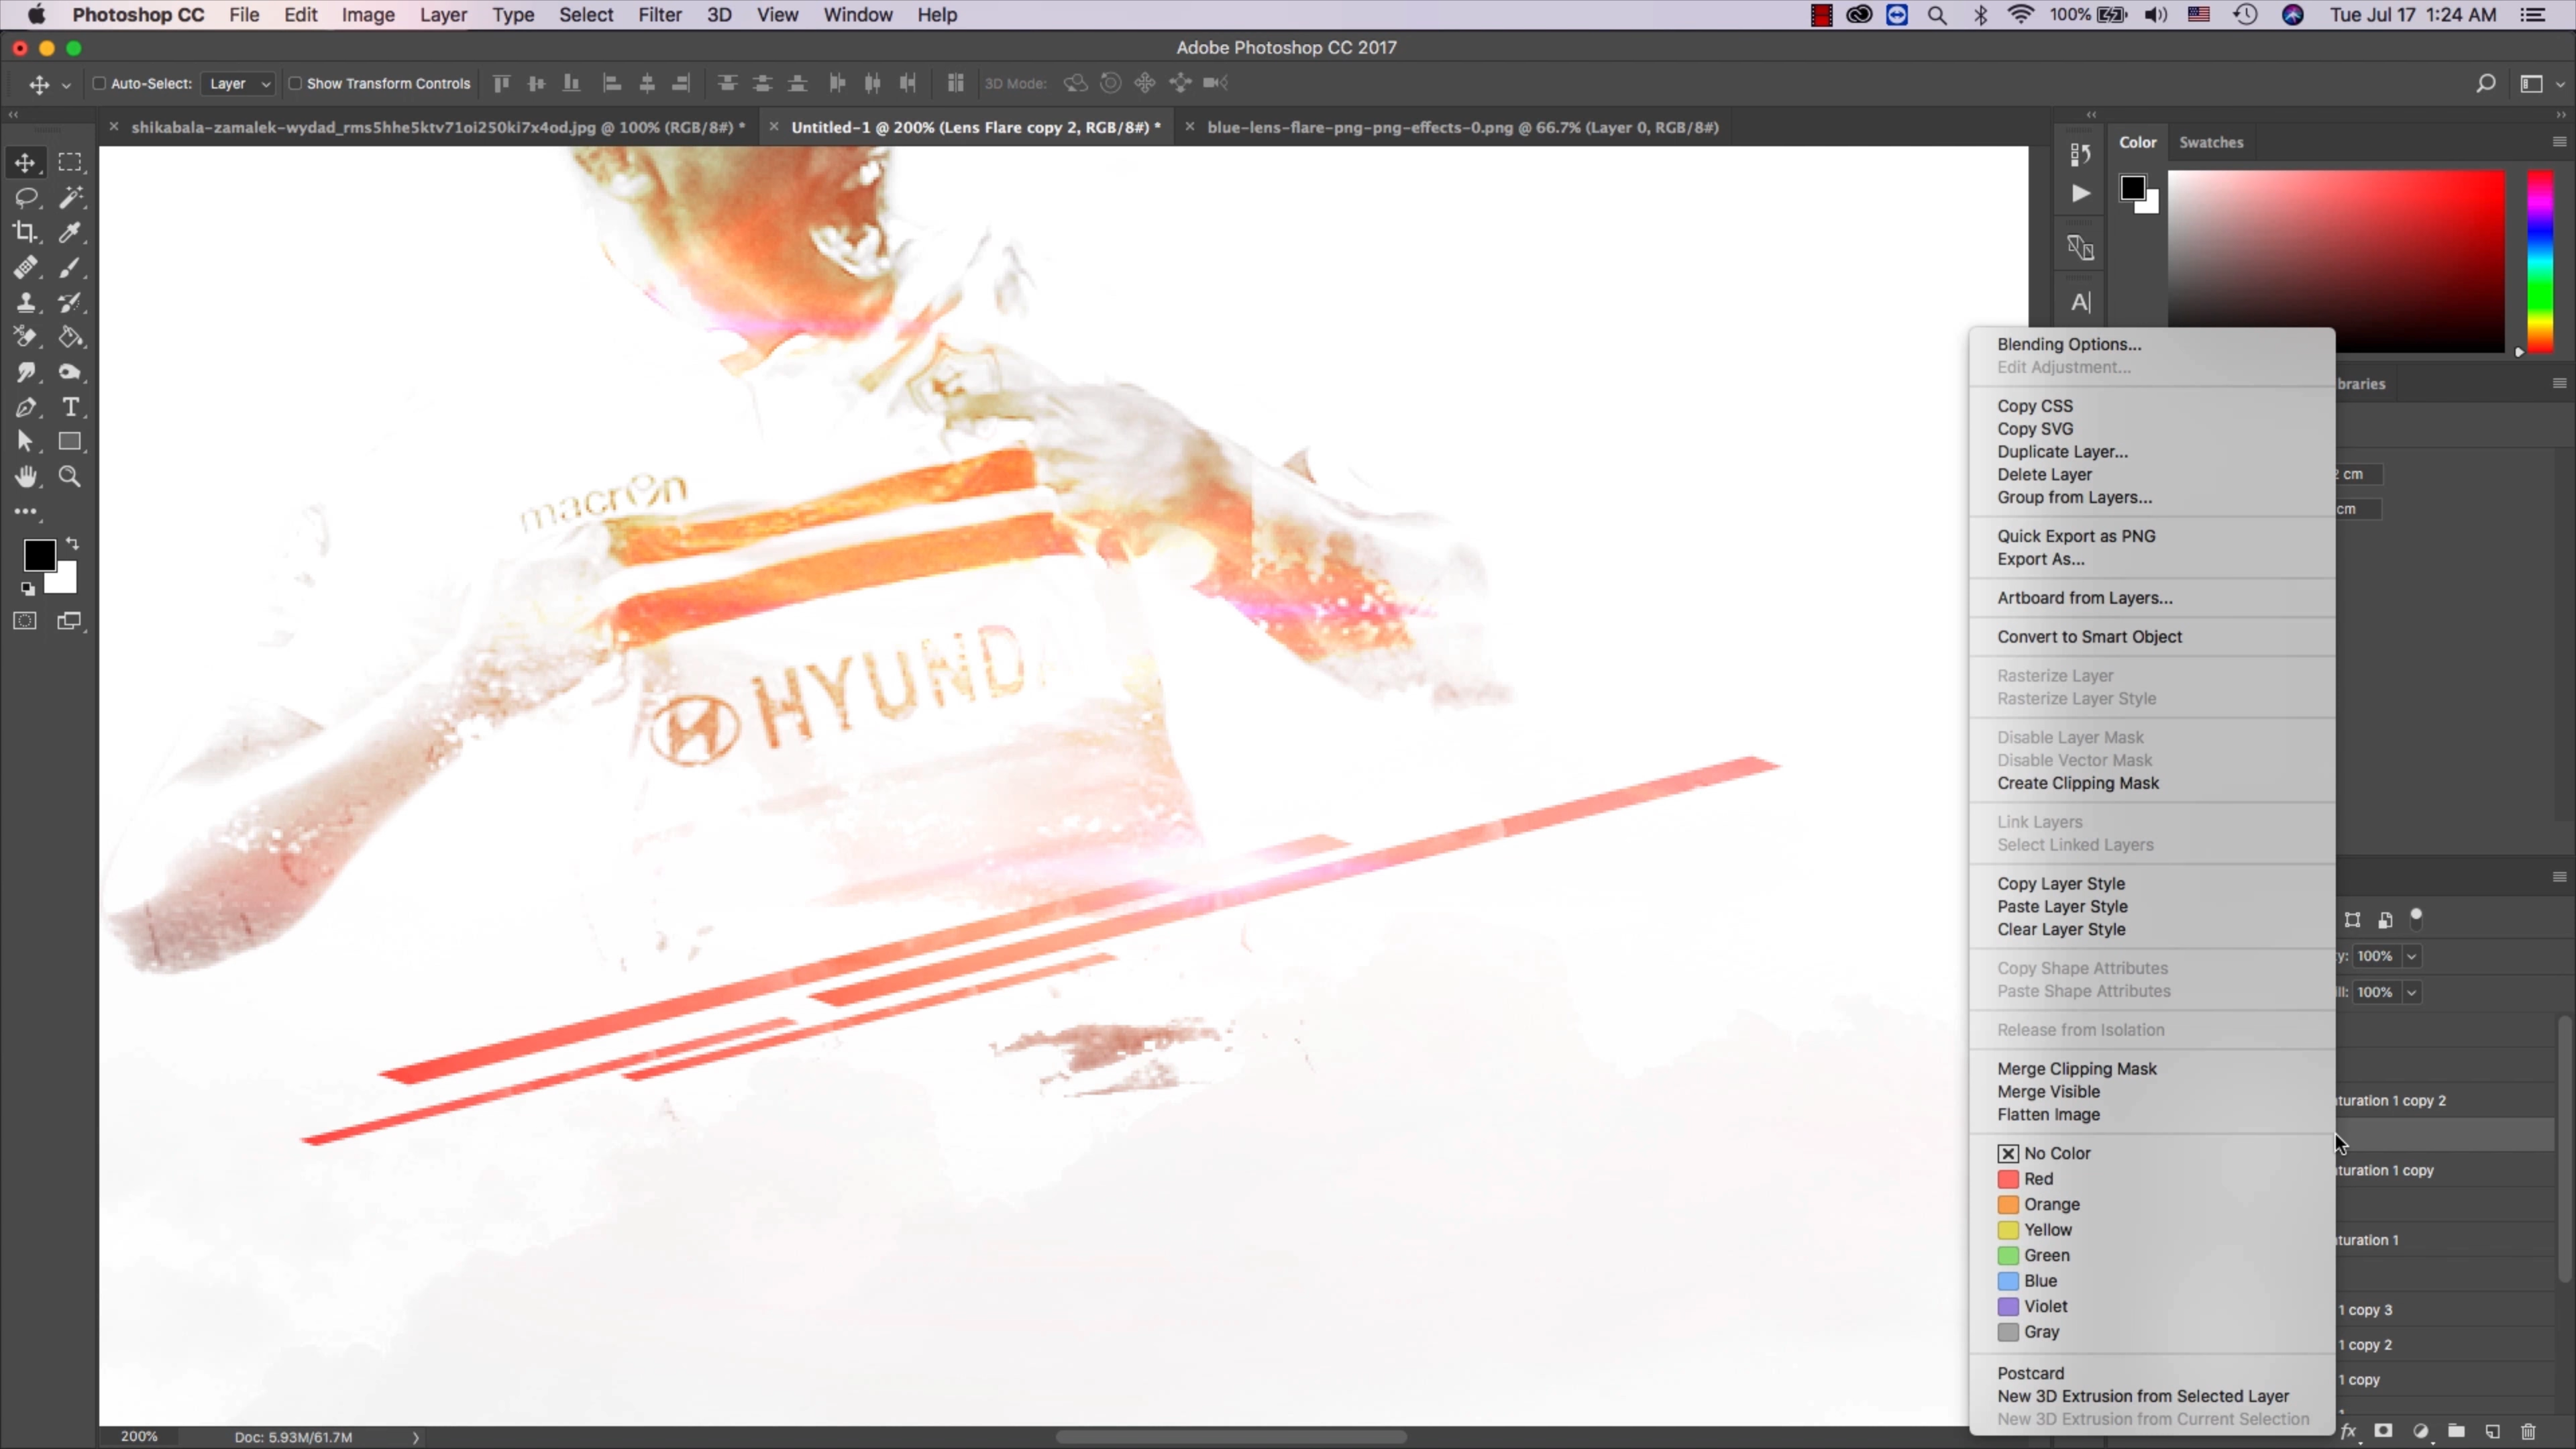 Photoshop CC File Edit Image Layer Type Select Filter 3D View Window Help 100% Tue Jul 17 1:24 AM
Adobe Photoshop CC 2017
Auto-Select: Layer Show Transform Controls 3D Mode:
shikabala-zamalek-wydad_rms5hhe5ktv71oi250ki7x4od.jpg @ 100% (RGB/8#) * Untitled-1 @ 200% (Lens Flare copy 2, RGB/8#) * blue-lens-flare-png-png-effects-0.png @ 66.7% (Layer 0, RGB/8#)
Color Swatches
macron
HYUNDA
Blending Options...
Edit Adjustment...
braries
Copy CSS
Copy SVG
Duplicate Layer...
Delete Layer
2 cm
Group from Layers...
cm
Quick Export as PNG
Export As...
Artboard from Layers...
Convert to Smart Object
Rasterize Layer
Rasterize Layer Style
Disable Layer Mask
Disable Vector Mask
Create Clipping Mask
Link Layers
Select Linked Layers
Copy Layer Style
Paste Layer Style
Clear Layer Style
y: 100%
Copy Shape Attributes
Paste Shape Attributes
ll: 100%
Release from Isolation
Merge Clipping Mask
Merge Visible
turation 1 copy 2
Flatten Image
No Color
turation 1 copy
Red
Orange
Yellow
turation 1
Green
Blue
Violet
1 copy 3
Gray
1 copy 2
Postcard
1 copy
New 3D Extrusion from Selected Layer
New 3D Extrusion from Current Selection
fx
200% Doc: 5.93M/61.7M